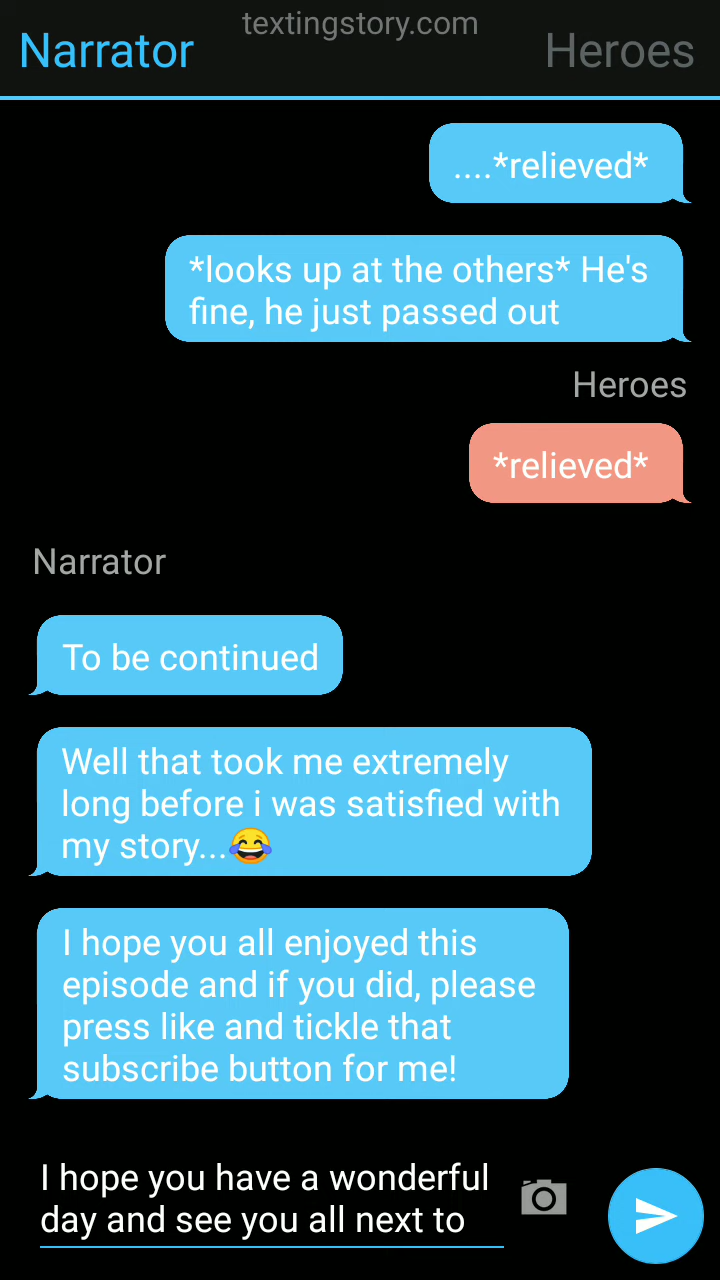 textingstory.com
Narrator
Heroes
....*relieved*
*looks up at the others* He's
fine, he just passed out
Heroes
*relieved*
Narrator
To be continued
Well that took me extremely
long before i was satisfied with
my story...😂
I hope you all enjoyed this
episode and if you did, please
press like and tickle that
subscribe button for me!
I hope you have a wonderful
day and see you all next to